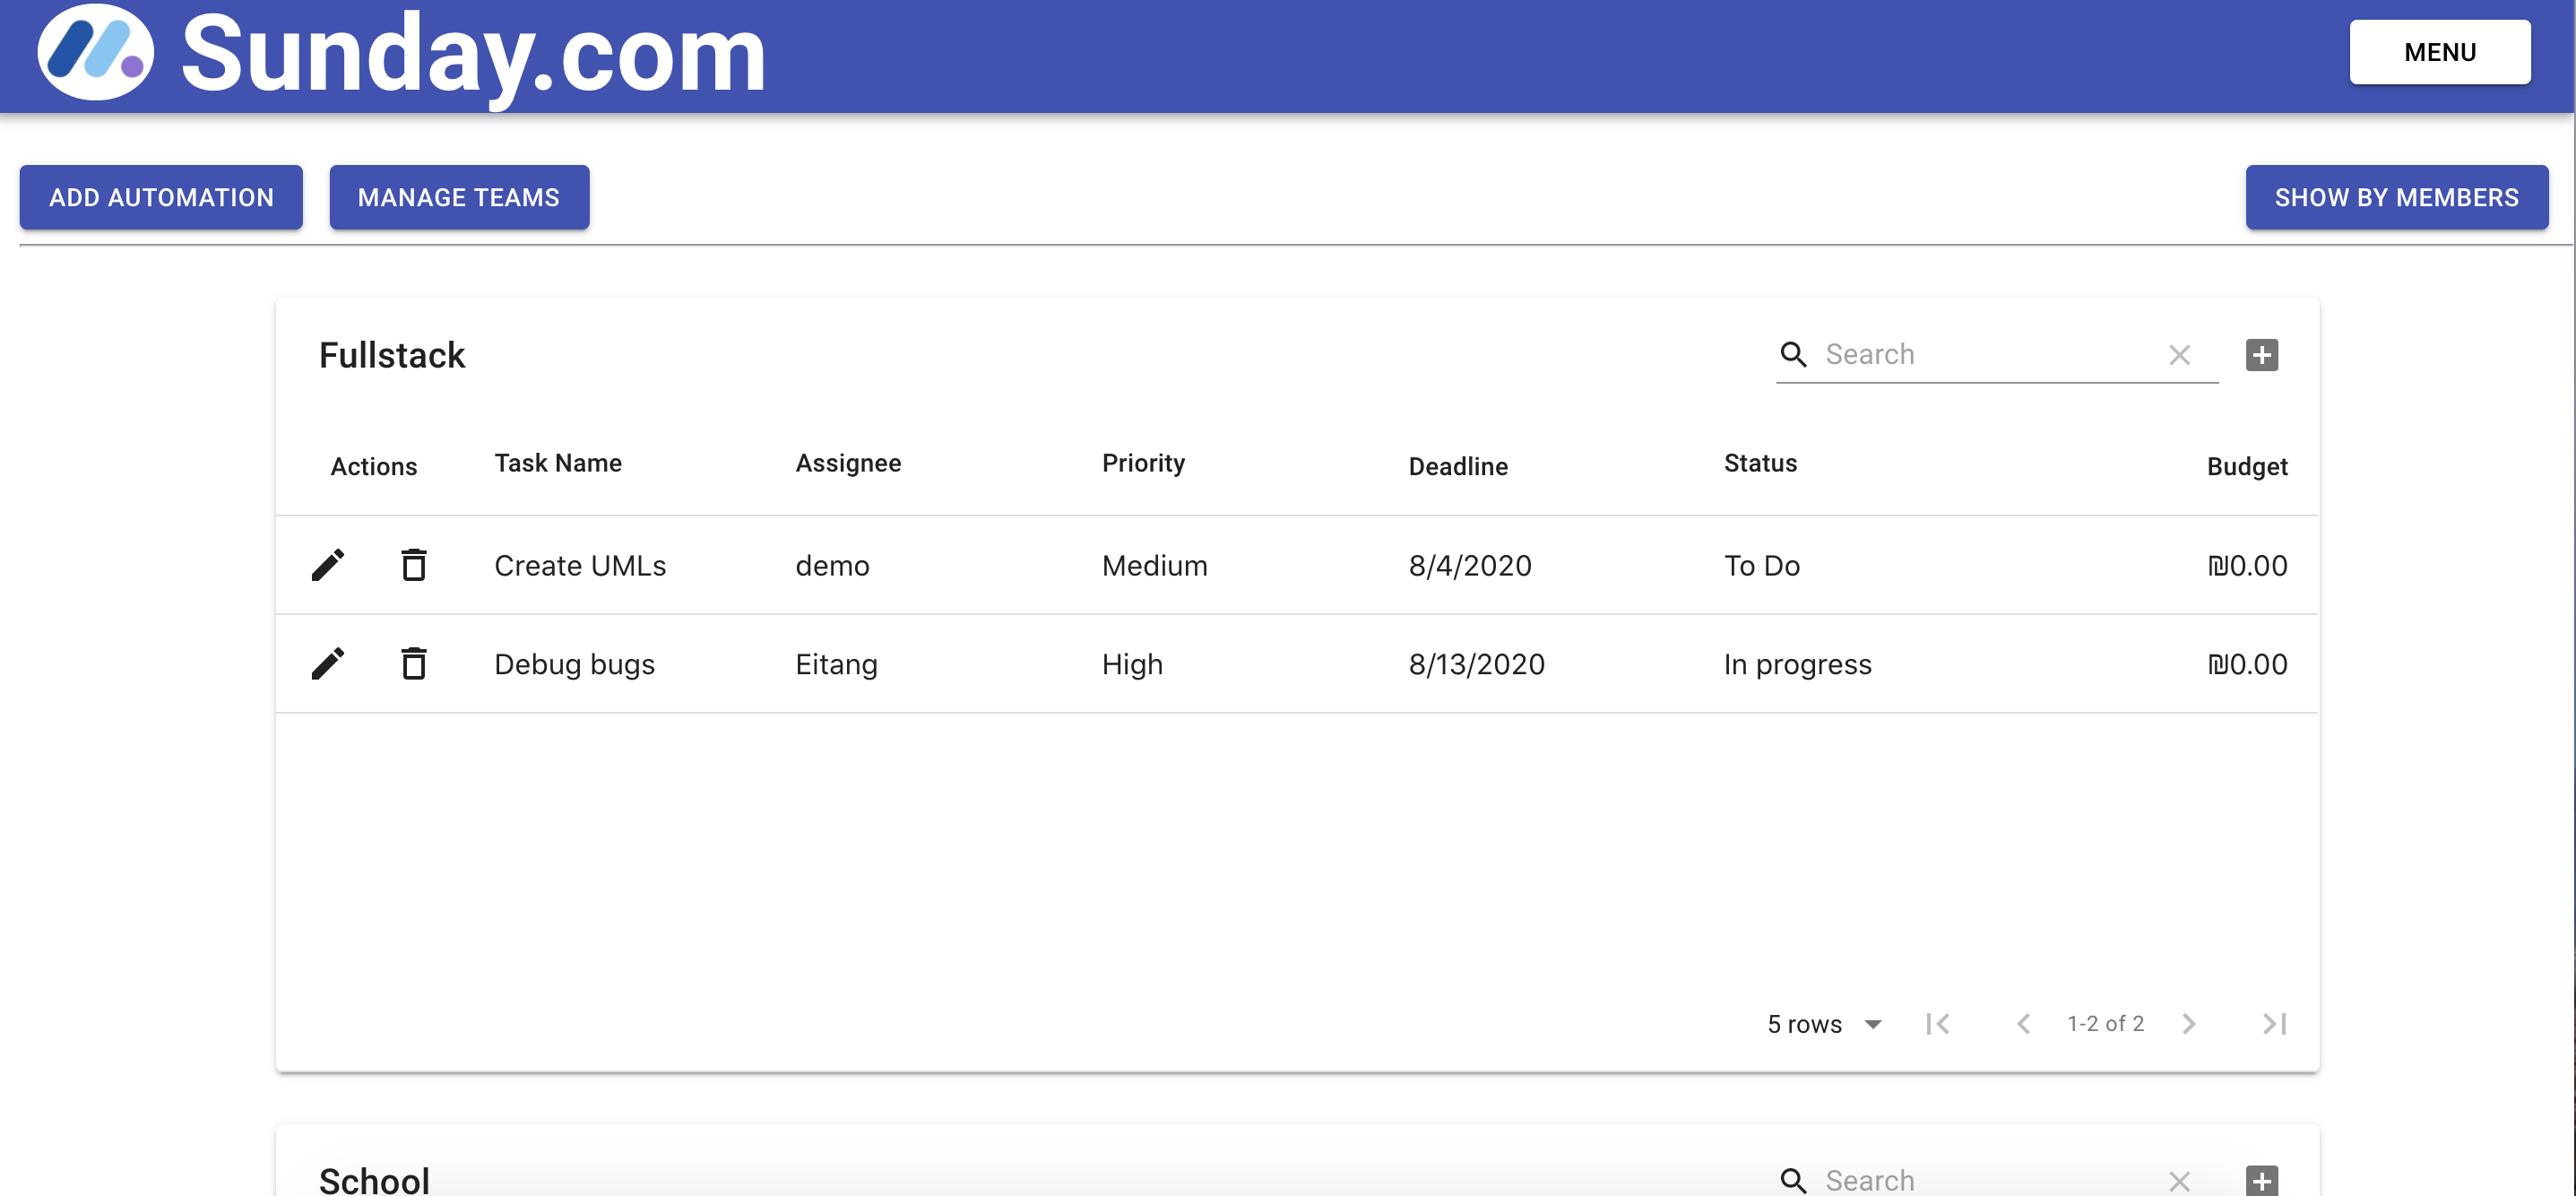 Sunday.com
MENU
ADD AUTOMATION
MANAGE TEAMS
SHOW BY MEMBERS
Fullstack
Search
Actions Task Name Assignee Priority Deadline Status Budget
Create UMLs demo Medium 8/4/2020 To Do ₪0.00
Debug bugs Eitang High 8/13/2020 In progress ₪0.00
5 rows 1-2 of 2
School
Search